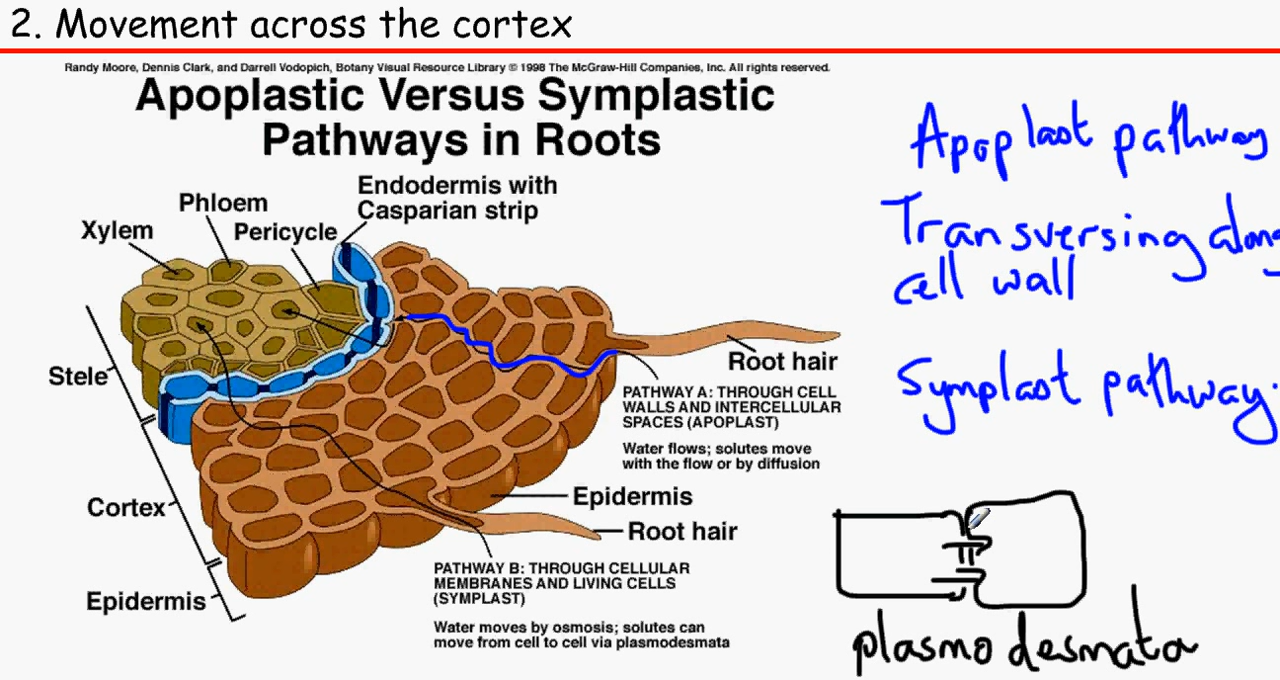 2. Movement across the cortex
Randy Moore, Dennis Clark, and Darrell Vodopich, Botany Visual Resource Library © 1998 The McGraw-Hill Companies, Inc. All rights reserved.
Apoplastic Versus Symplastic
Pathways in Roots
Endodermis with
Casparian strip
Phloem
Xylem
Pericycle
Stele
Cortex
Epidermis
Root hair
PATHWAY A: THROUGH CELL
WALLS AND INTERCELLULAR
SPACES (APOPLAST)
Water flows; solutes move
with the flow or by diffusion
Epidermis
Root hair
PATHWAY B: THROUGH CELLULAR
MEMBRANES AND LIVING CELLS
(SYMPLAST)
Water moves by osmosis; solutes can
move from cell to cell via plasmodesmata
Apoplast pathway
Transversing along
cell wall
Symplast pathway.
plasmodesmata